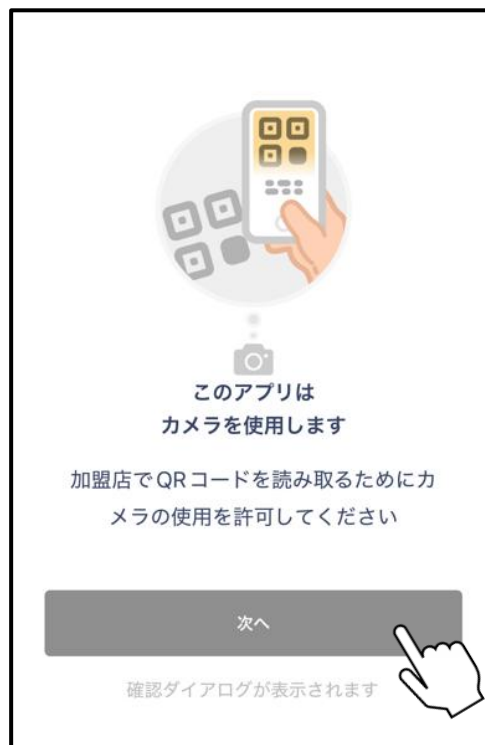 このアプリは
カメラを使用します
加盟店でQRコードを読み取るためにカ
メラの使用を許可してください
次へ
確認ダイアログが表示されます